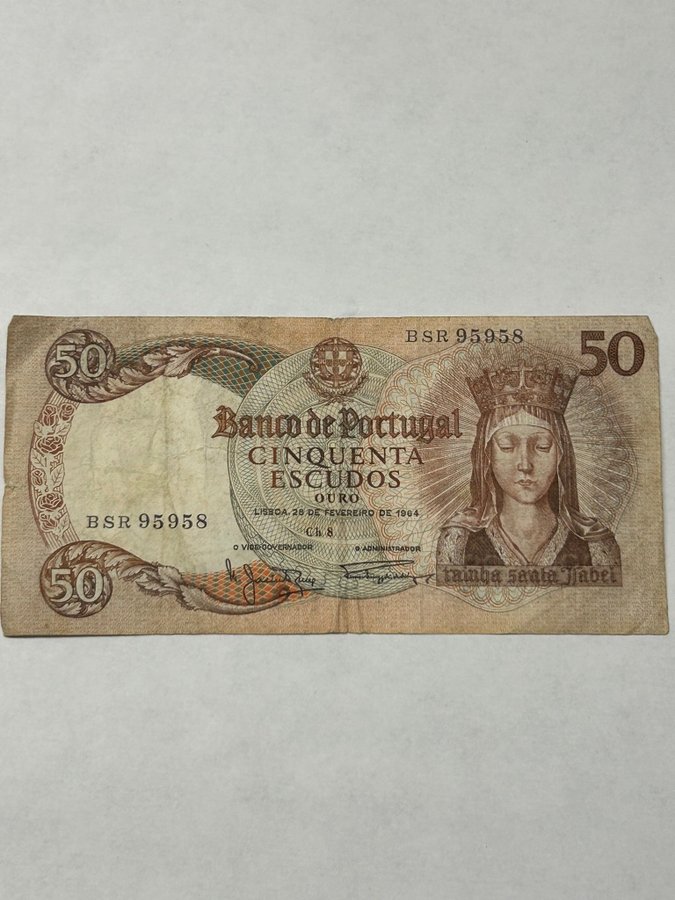 BSR 95958
50
50
Banco de Portugal
CINQUENTA
ESCUDOS
OURO
LISBOA, 28 DE FEVEREIRO DE 1964
BSR 95958
Ch. 8
O VICE-GOVERNADOR
O ADMINISTRADOR
50
rainha santa Isabel